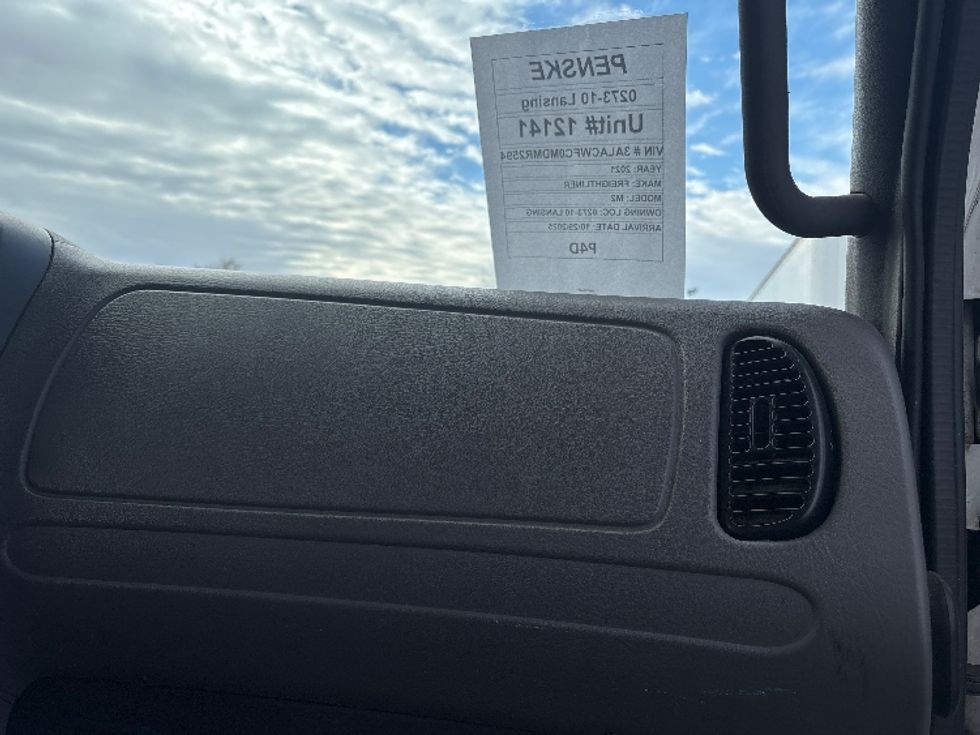 PENSKE
0273-10 Lansing
Unit# 12141
VIN # 3ALACWFC0MDMR2594
YEAR: 2021
MAKE: FREIGHTLINER
MODEL: M2
OWNING LOC: 0273-10 LANSING
ARRIVAL DATE: 10/29/2025
P4D